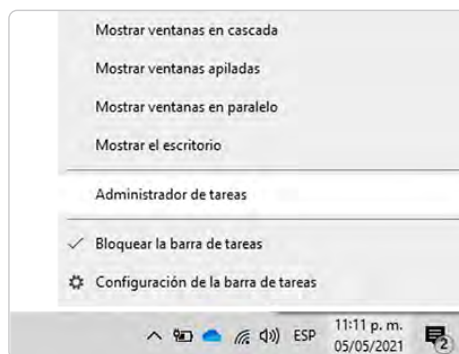 Mostrar ventanas en cascada
Mostrar ventanas apiladas
Mostrar ventanas en paralelo
Mostrar el escritorio
Administrador de tareas
Bloquear la barra de tareas
Configuración de la barra de tareas
ESP
11:11 p. m.
05/05/2021
2